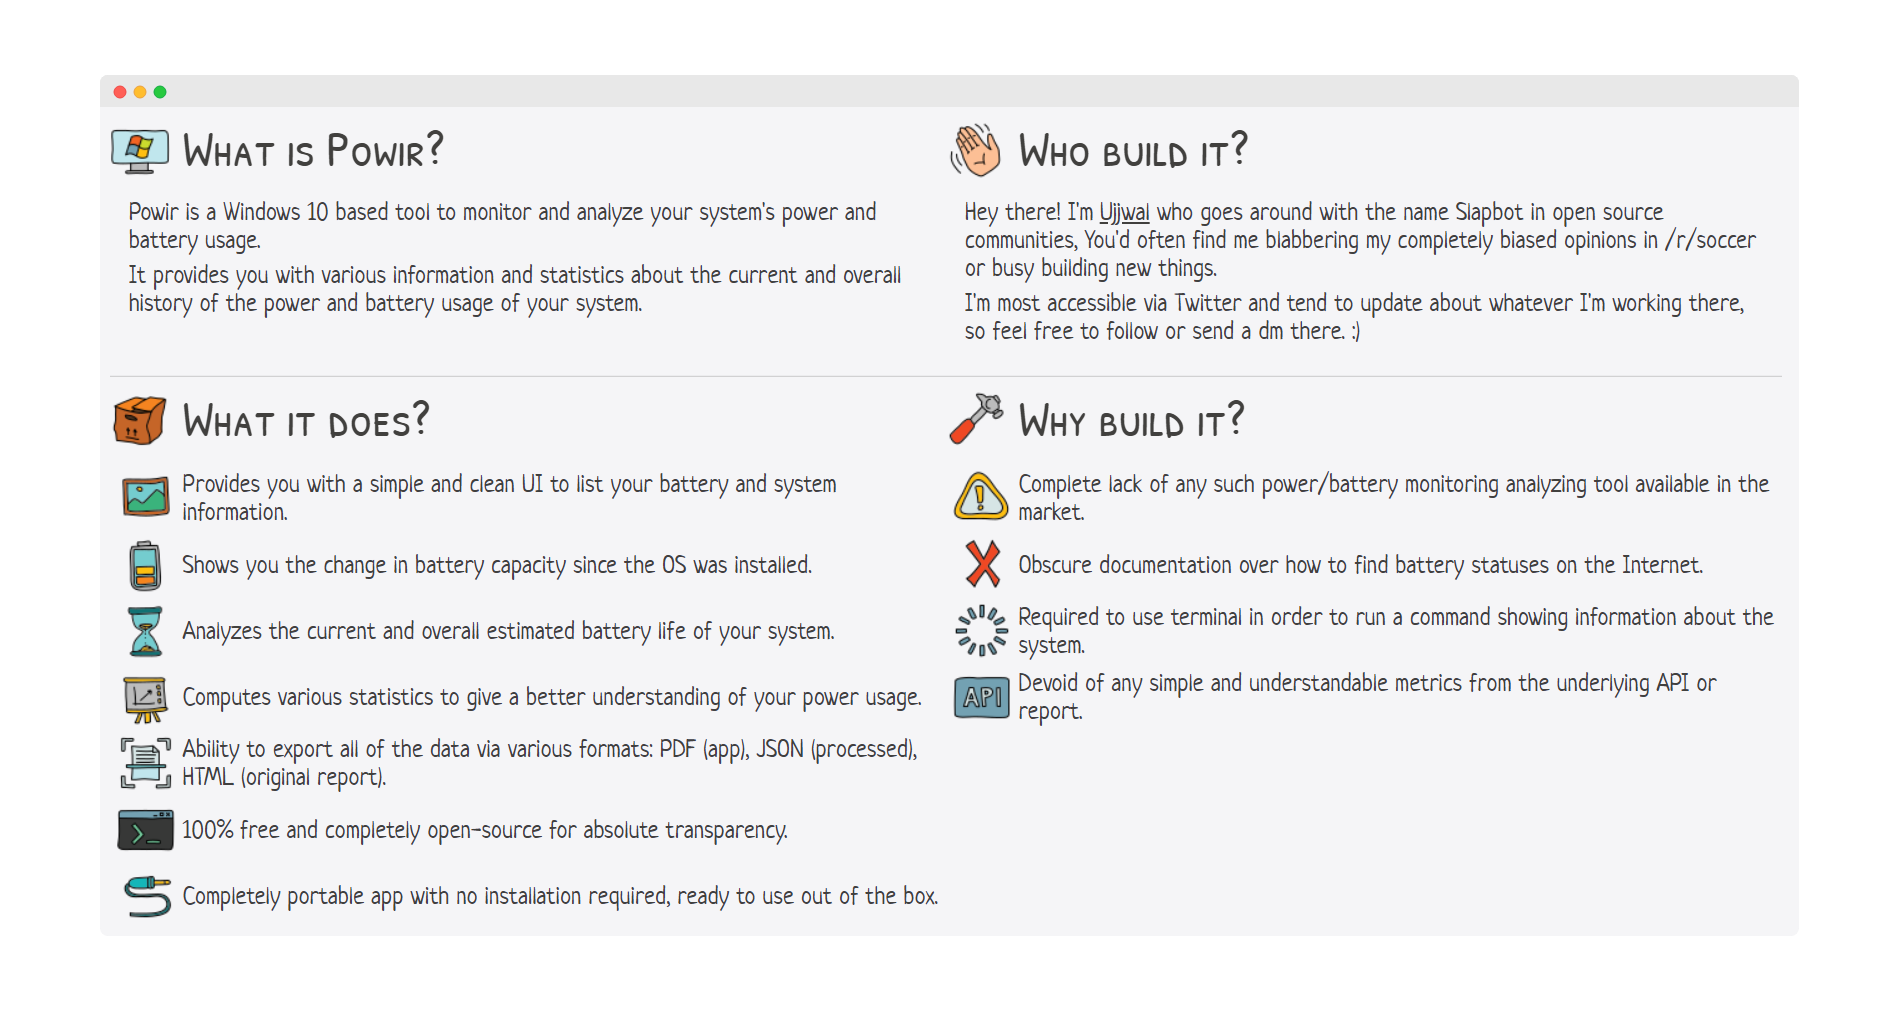 What is Powir?
Powir is a Windows 10 based tool to monitor and analyze your system's power and
battery usage.
It provides you with various information and statistics about the current and overall
history of the power and battery usage of your system.
Who build it?
Hey there! I'm Ujjwal who goes around with the name Slapbot in open source
communities, You'd often find me blabbering my completely biased opinions in /r/soccer
or busy building new things.
I'm most accessible via Twitter and tend to update about whatever I'm working there,
so feel free to follow or send a dm there. :)
What it does?
Provides you with a simple and clean UI to list your battery and system
information.
Shows you the change in battery capacity since the OS was installed.
Analyzes the current and overall estimated battery life of your system.
Computes various statistics to give a better understanding of your power usage.
Ability to export all of the data via various formats: PDF (app), JSON (processed),
HTML (original report).
100% free and completely open-source for absolute transparency.
Completely portable app with no installation required, ready to use out of the box.
Why build it?
Complete lack of any such power/battery monitoring analyzing tool available in the
market.
Obscure documentation over how to find battery statuses on the Internet.
Required to use terminal in order to run a command showing information about the
system.
API
Devoid of any simple and understandable metrics from the underlying API or
report.